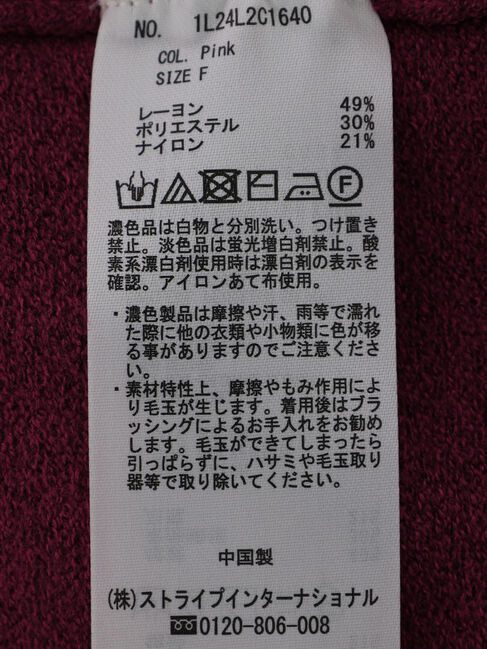 NO. 1L24L2C1640
COL. Pink
SIZE F
レーヨン 49%
ポリエステル 30%
ナイロン 21%
濃色品は白物と分別洗い。つけ置き
禁止。淡色品は蛍光増白剤禁止。酸
素系漂白剤使用時は漂白剤の表示を
確認。アイロンあて布使用。
・濃色製品は摩擦や汗、雨等で濡れ
た際に他の衣類や小物類に色が移
る事がありますのでご注意くださ
い。
・素材特性上、摩擦やもみ作用によ
り毛玉が生じます。着用後はブラ
ッシングによるお手入れをお勧め
します。毛玉ができてしまったら
引っぱらずに、ハサミや毛玉取り
器等で取り除いてください。
中国製
(株)ストライプインターナショナル
0120-806-008